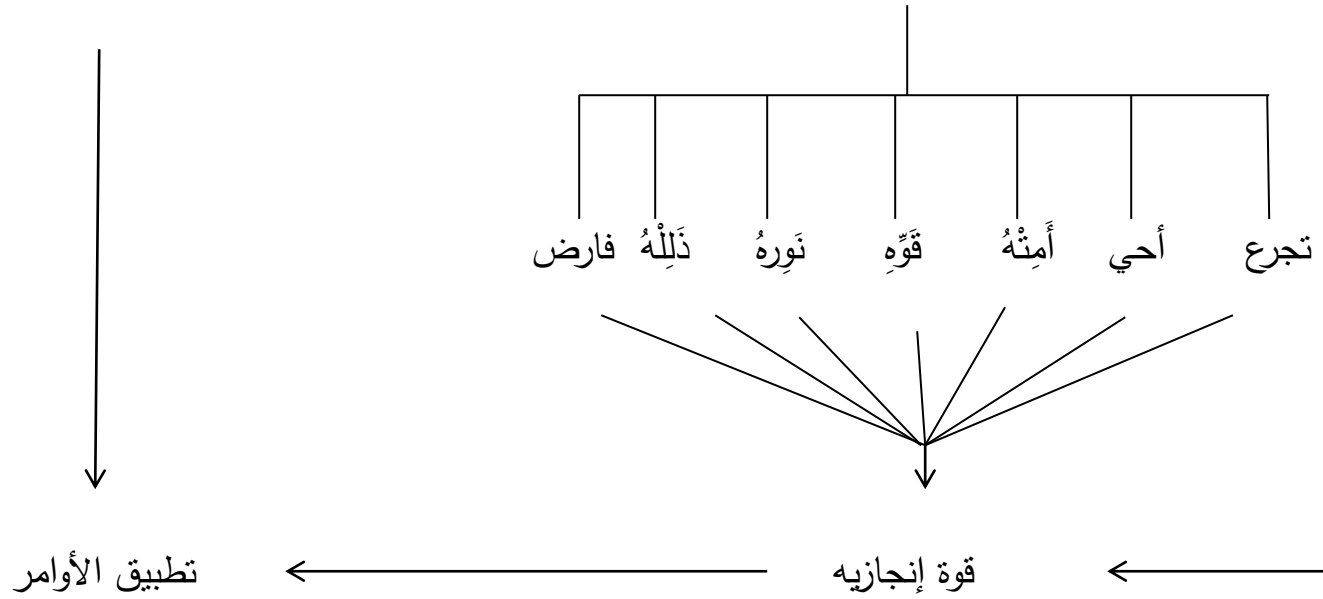 تجرع أحي أَمِتْهُ قَوِّهِ نَوِرهُ ذَلِلْهُ فارض
قوة إنجازيه تطبيق الأوامر